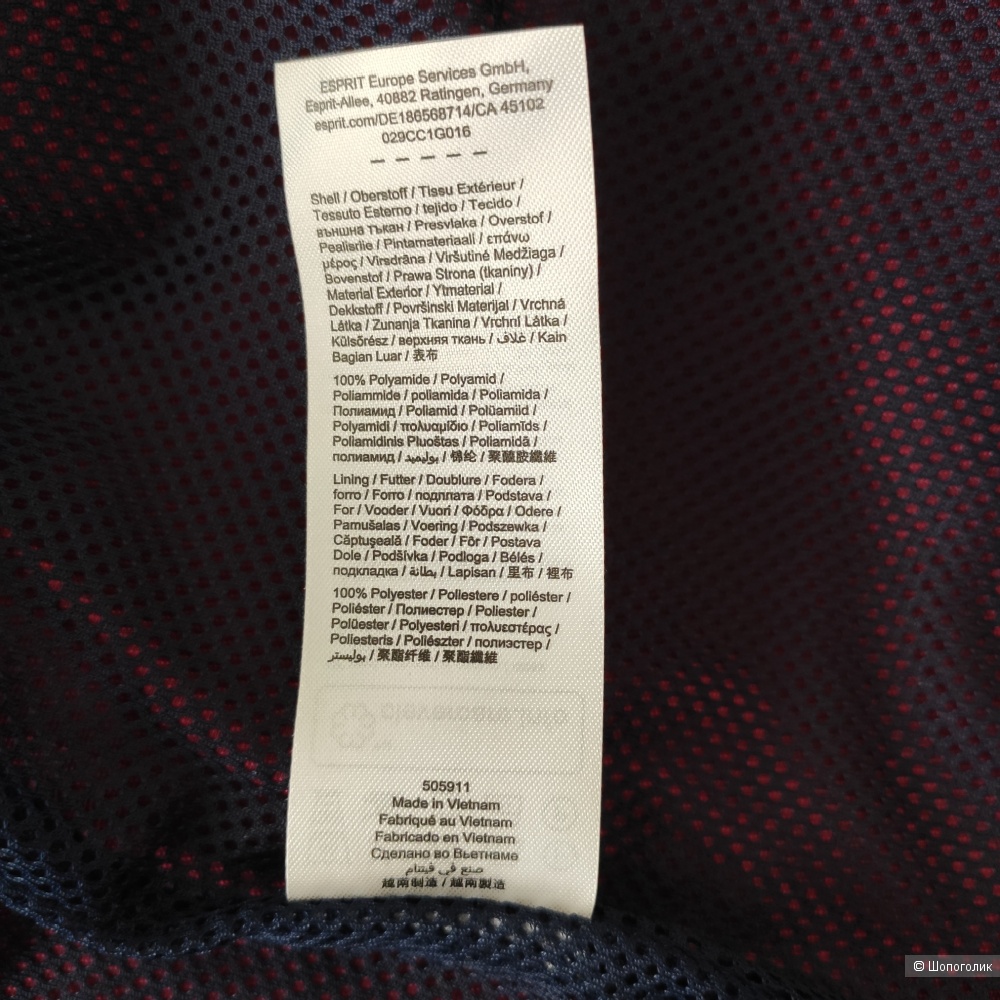 ESPRIT Europe Services GmbH,
Esprit-Allee, 40882 Ratingen, Germany
esprit.com/DE186568714/CA 45102
029CC1G016
– – – – –
Shell / Oberstoff / Tissu Extérieur /
Tessuto Esterno / tejido / Tecido /
външна тъкан / Presvlaka / Overstof /
Pealisriie / Pintamateriaali / επάνω
μέρος / Virsdrāna / Viršutinė Medžiaga /
Bovenstof / Prawa Strona (tkaniny) /
Material Exterior / Ytmaterial /
Dekkstoff / Površinski Materijal / Vrchná
Látka / Zunanja Tkanina / Vrchní Látka /
Külsőrész / верхняя ткань / غلاف / Kain
Bagian Luar / 表布
100% Polyamide / Polyamid /
Poliammide / poliamida / Poliamida /
Полиамид / Poliamid / Polüamiid /
Polyamidi / πολυαμίδιο / Poliamīds /
Poliamidinis Pluoštas / Poliamidă /
полиамид / بوليميد / 锦纶 / 聚醯胺纖維
Lining / Futter / Doublure / Fodera /
forro / Forro / подплата / Podstava /
For / Vooder / Vuori / Φόδρα / Odere /
Pamušalas / Voering / Podszewka /
Căptuşeală / Foder / Fôr / Postava
Dole / Podšívka / Podloga / Bélés /
подкладка / بطانة / Lapisan / 里布 / 裡布
100% Polyester / Poliestere / poliéster /
Poliéster / Полиестер / Poliester /
Polüester / Polyesteri / πολυεστέρας /
Poliesteris / Poliészter / полиэстер /
بوليستر / 聚酯纤维 / 聚酯纖維
505911
Made in Vietnam
Fabriqué au Vietnam
Fabricado en Vietnam
Сделано во Вьетнаме
صنع في فيتنام
越南制造 / 越南製造
© Шопоголик